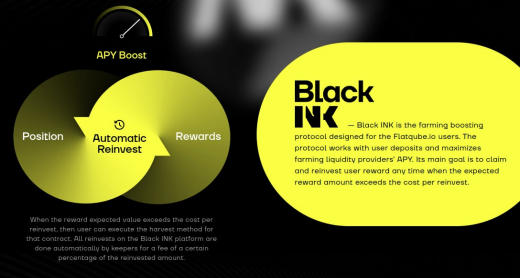 APY Boost
Position
Automatic
Reinvest
Rewards
When the reward expected value exceeds the cost per
reinvest, then user can execute the harvest method for
that contract. All reinvests on the Black INK platform are
done automatically by keepers for a fee of a certain
percentage of the reinvested amount.
Black
INK
— Black INK is the farming boosting
protocol designed for the Flatqube.io users. The
protocol works with user deposits and maximizes
farming liquidity providers' APY. Its main goal is to claim
and reinvest user reward any time when the expected
reward amount exceeds the cost per reinvest.